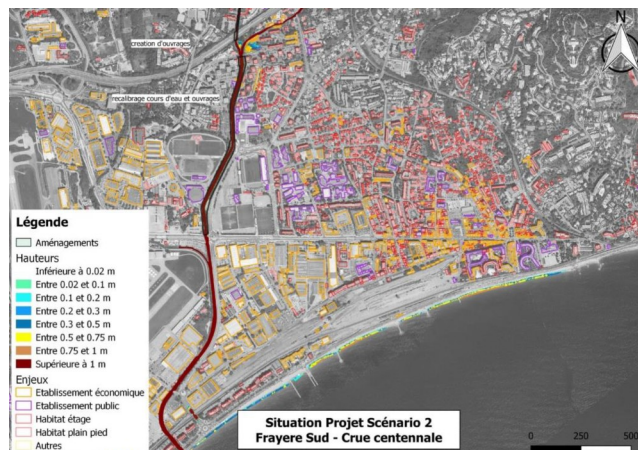 création d'ouvrages
recalibrage cours d'eau et ouvrages
N
Légende
Aménagements
Hauteurs
Inférieure à 0.02 m
Entre 0.02 et 0.1 m
Entre 0.1 et 0.2 m
Entre 0.2 et 0.3 m
Entre 0.3 et 0.5 m
Entre 0.5 et 0.75 m
Entre 0.75 et 1 m
Supérieure à 1 m
Enjeux
Etablissement économique
Etablissement public
Habitat étage
Habitat plain pied
Autres
Situation Projet Scénario 2
Frayere Sud - Crue centennale
0 250 500